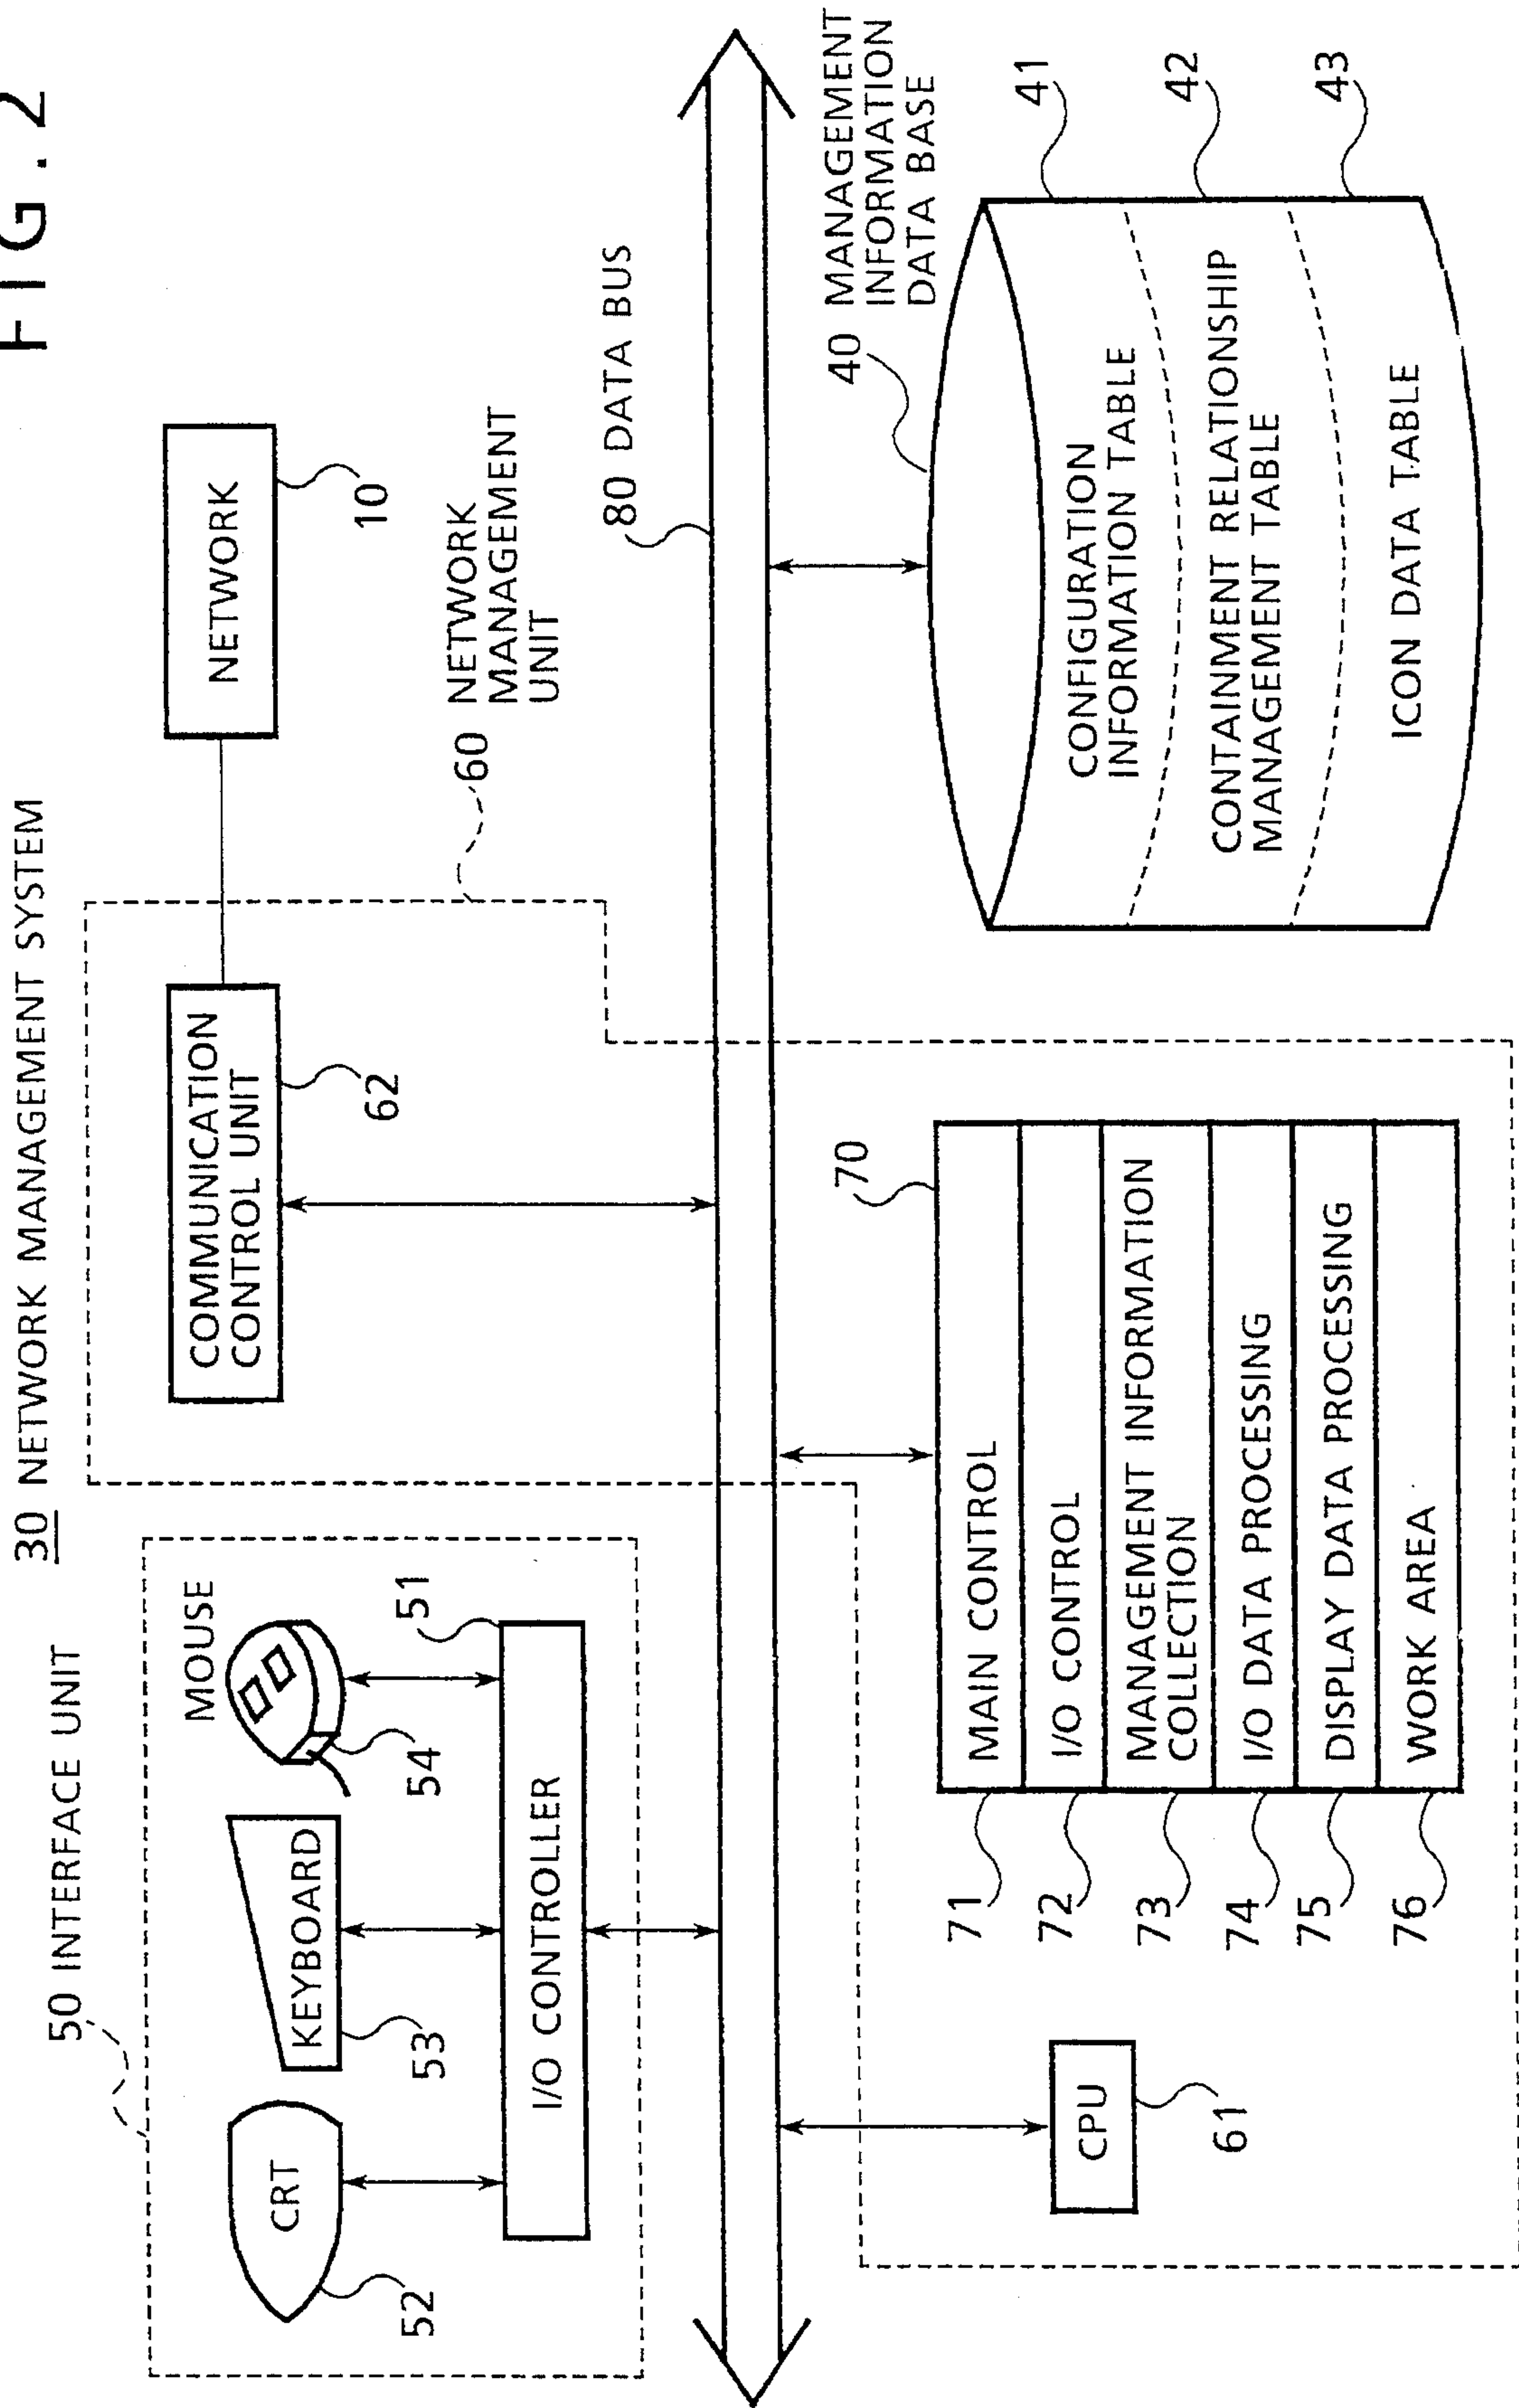 FIG.2
30 NETWORK MANAGEMENT SYSTEM
50 INTERFACE UNIT
MOUSE
54
KEYBOARD
53
CRT
52
51
I/O CONTROLLER
COMMUNICATION
CONTROL UNIT
62
NETWORK
10
60 NETWORK
MANAGEMENT
UNIT
80 DATA BUS
CPU
61
70
71
MAIN CONTROL
72
I/O CONTROL
73
MANAGEMENT INFORMATION
COLLECTION
74
I/O DATA PROCESSING
75
DISPLAY DATA PROCESSING
76
WORK AREA
40 MANAGEMENT
INFORMATION
DATA BASE
CONFIGURATION
INFORMATION TABLE
41
CONTAINMENT RELATIONSHIP
MANAGEMENT TABLE
42
ICON DATA TABLE
43